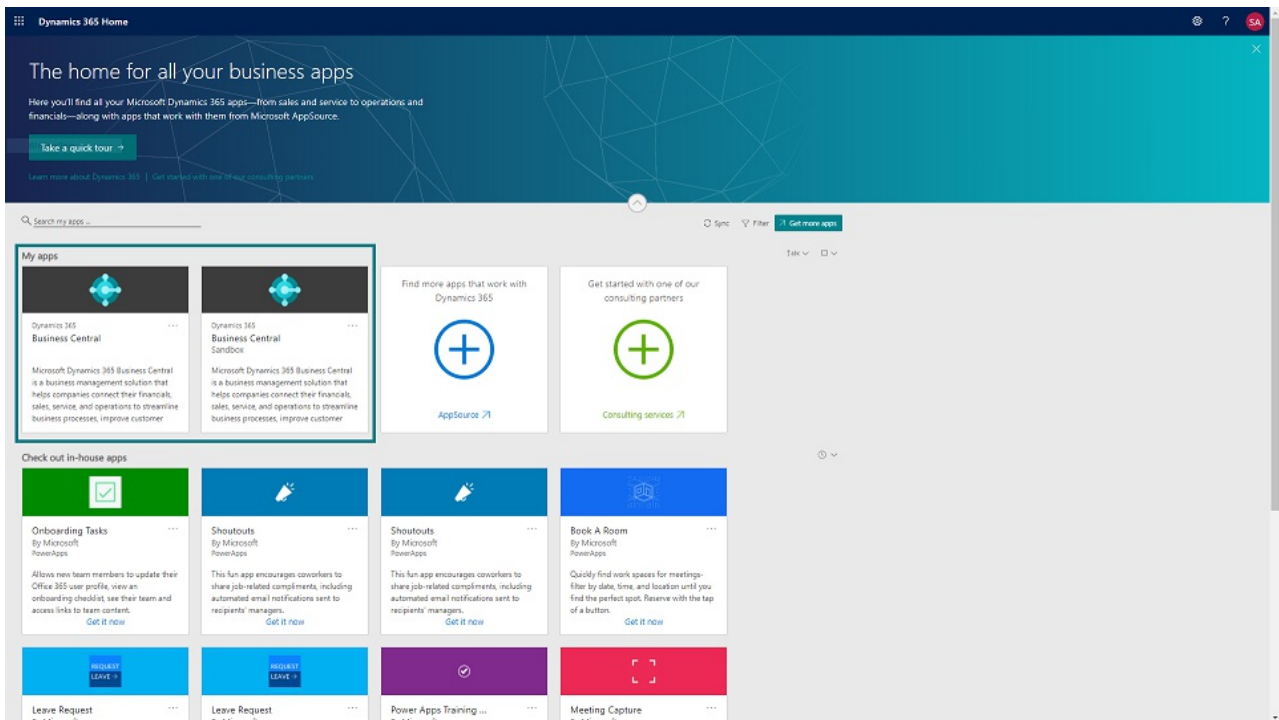 Dynamics 365 Home
?
SA
The home for all your business apps
Here you'll find all your Microsoft Dynamics 365 apps—from sales and service to operations and
financials—along with apps that work with them from Microsoft AppSource.
Take a quick tour →
Learn more about Dynamics 365 | Get started with one of our consulting partners
Search my apps ...
Sync
Filter
Get more apps
My apps
Dynamics 365
Business Central
Microsoft Dynamics 365 Business Central
is a business management solution that
helps companies connect their financials,
sales, service, and operations to streamline
business processes, improve customer
Dynamics 365
Business Central
Sandbox
Microsoft Dynamics 365 Business Central
is a business management solution that
helps companies connect their financials,
sales, service, and operations to streamline
business processes, improve customer
Find more apps that work with
Dynamics 365
AppSource
Get started with one of our
consulting partners
Consulting services
Check out in-house apps
Onboarding Tasks
By Microsoft
PowerApps
Allows new team members to update their
Office 365 user profile, view an
onboarding checklist, see their team and
access links to team content.
Get it now
Shoutouts
By Microsoft
PowerApps
This fun app encourages coworkers to
share job-related compliments, including
automated email notifications sent to
recipients' managers.
Get it now
Shoutouts
By Microsoft
PowerApps
This fun app encourages coworkers to
share job-related compliments, including
automated email notifications sent to
recipients' managers.
Get it now
Book A Room
By Microsoft
PowerApps
Quickly find work spaces for meetings-
filter by date, time, and location until you
find the perfect spot. Reserve with the tap
of a button.
Get it now
REQUEST
LEAVE →
Leave Request
REQUEST
LEAVE →
Leave Request
Power Apps Training ...
Meeting Capture